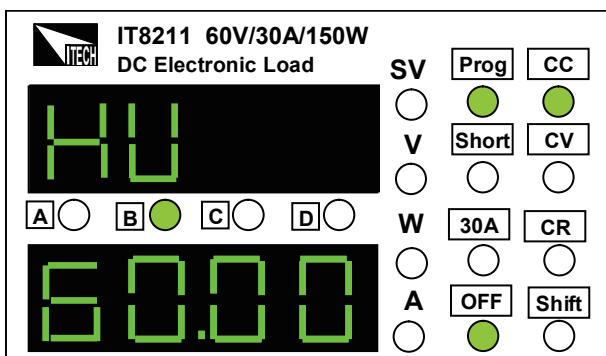 ITECH
IT8211 60V/30A/150W
DC Electronic Load
HU
A B C D
60.00
SV Prog CC
V Short CV
W 30A CR
A OFF Shift